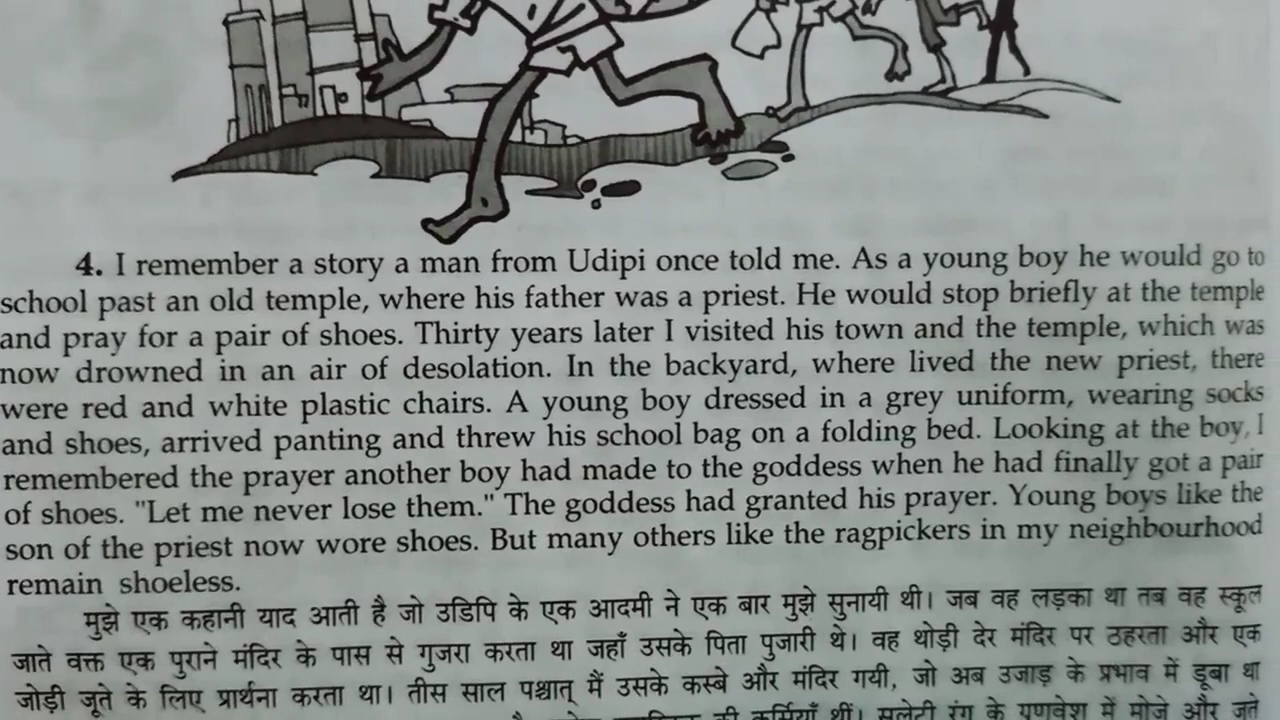 4. I remember a story a man from Udipi once told me. As a young boy he would go to
school past an old temple, where his father was a priest. He would stop briefly at the temple
and pray for a pair of shoes. Thirty years later I visited his town and the temple, which was
now drowned in an air of desolation. In the backyard, where lived the new priest, there
were red and white plastic chairs. A young boy dressed in a grey uniform, wearing socks
and shoes, arrived panting and threw his school bag on a folding bed. Looking at the boy, I
remembered the prayer another boy had made to the goddess when he had finally got a pair
of shoes. "Let me never lose them." The goddess had granted his prayer. Young boys like the
son of the priest now wore shoes. But many others like the ragpickers in my neighbourhood
remain shoeless.
मुझे एक कहानी याद आती है जो उडिपि के एक आदमी ने एक बार मुझे सुनायी थी। जब वह लड़का था तब वह स्कूल
जाते वक्त एक पुराने मंदिर के पास से गुजरा करता था जहाँ उसके पिता पुजारी थे। वह थोड़ी देर मंदिर पर ठहरता और एक
जोड़ी जूते के लिए प्रार्थना करता था। तीस साल पश्चात् मैं उसके कस्बे और मंदिर गयी, जो अब उजाड़ के प्रभाव में डूबा था
की कुर्सियाँ थीं। सलेटी रंग के गणवेश में मोजे और जूते